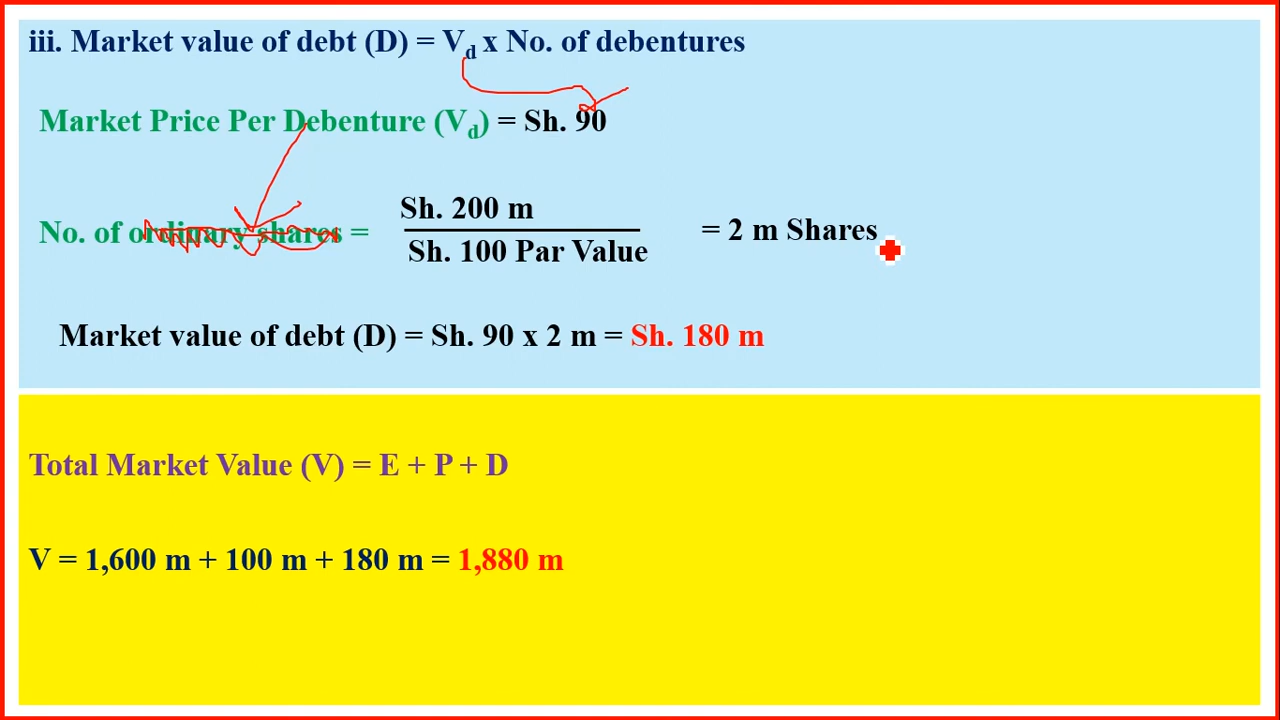 iii. Market value of debt (D) = Vd x No. of debentures
Market Price Per Debenture (Vd) = Sh. 90
Sh. 200 m
No. of ordinary shares = = 2 m Shares
Sh. 100 Par Value
Market value of debt (D) = Sh. 90 x 2 m = Sh. 180 m
Total Market Value (V) = E + P + D
V = 1,600 m + 100 m + 180 m = 1,880 m